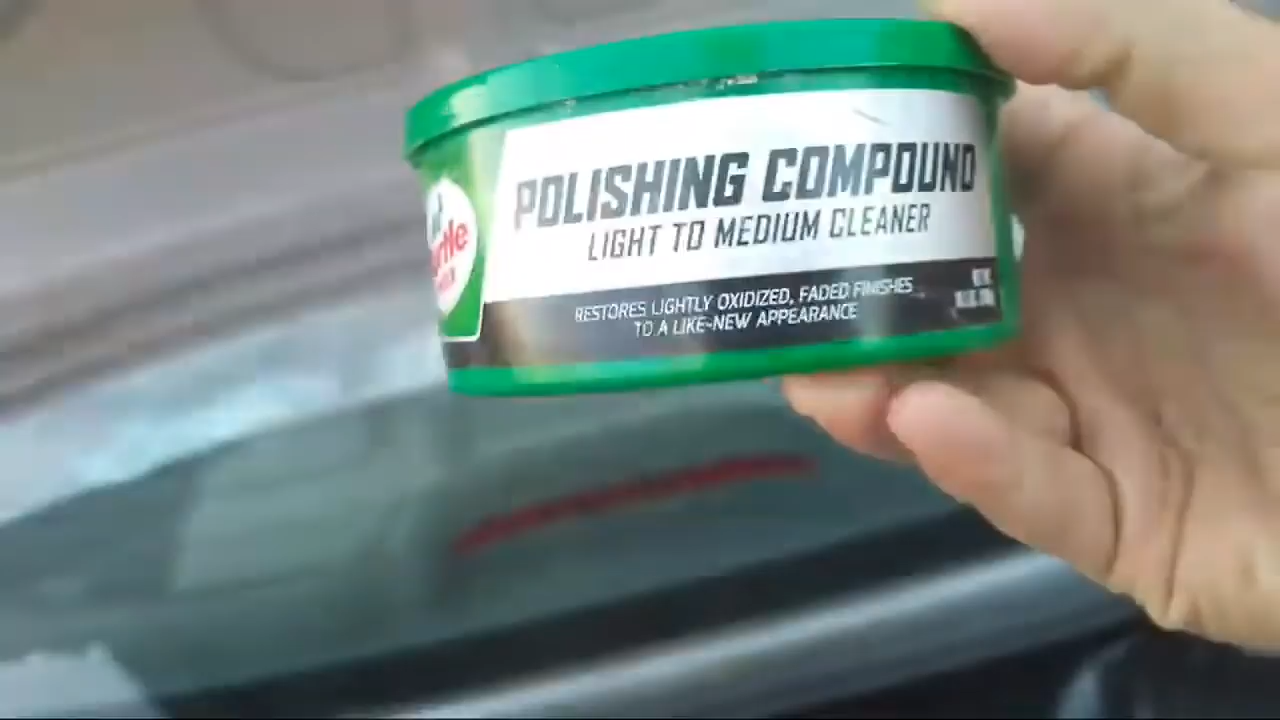 POLISHING COMPOUND
LIGHT TO MEDIUM CLEANER
RESTORES LIGHTLY OXIDIZED, FADED FINISHES
TO A LIKE-NEW APPEARANCE